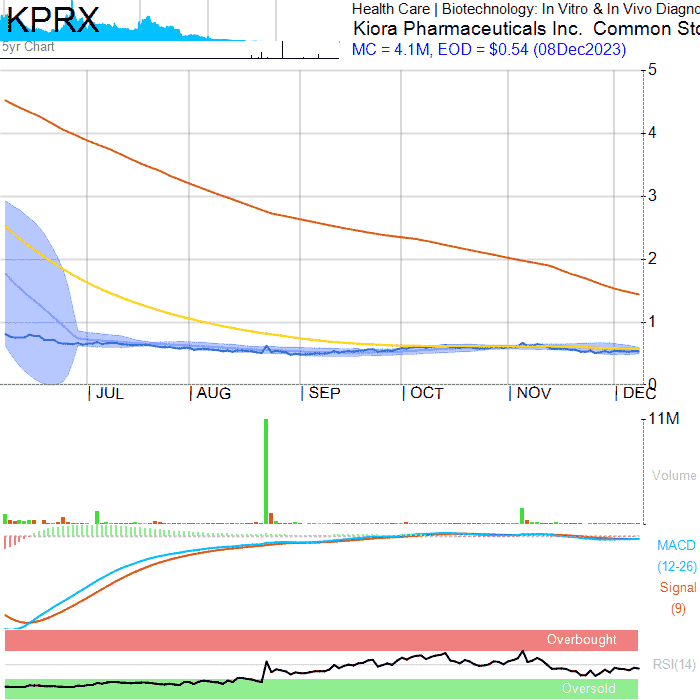 KPRX
5yr Chart
Health Care | Biotechnology: In Vitro & In Vivo Diagno
Kiora Pharmaceuticals Inc. Common Sto
MC = 4.1M, EOD = $0.54 (08Dec2023)
5
4
3
2
1
0
JUL AUG SEP OCT NOV DEC
11M
Volume
MACD
(12-26)
Signal
(9)
Overbought
RSI(14)
Oversold